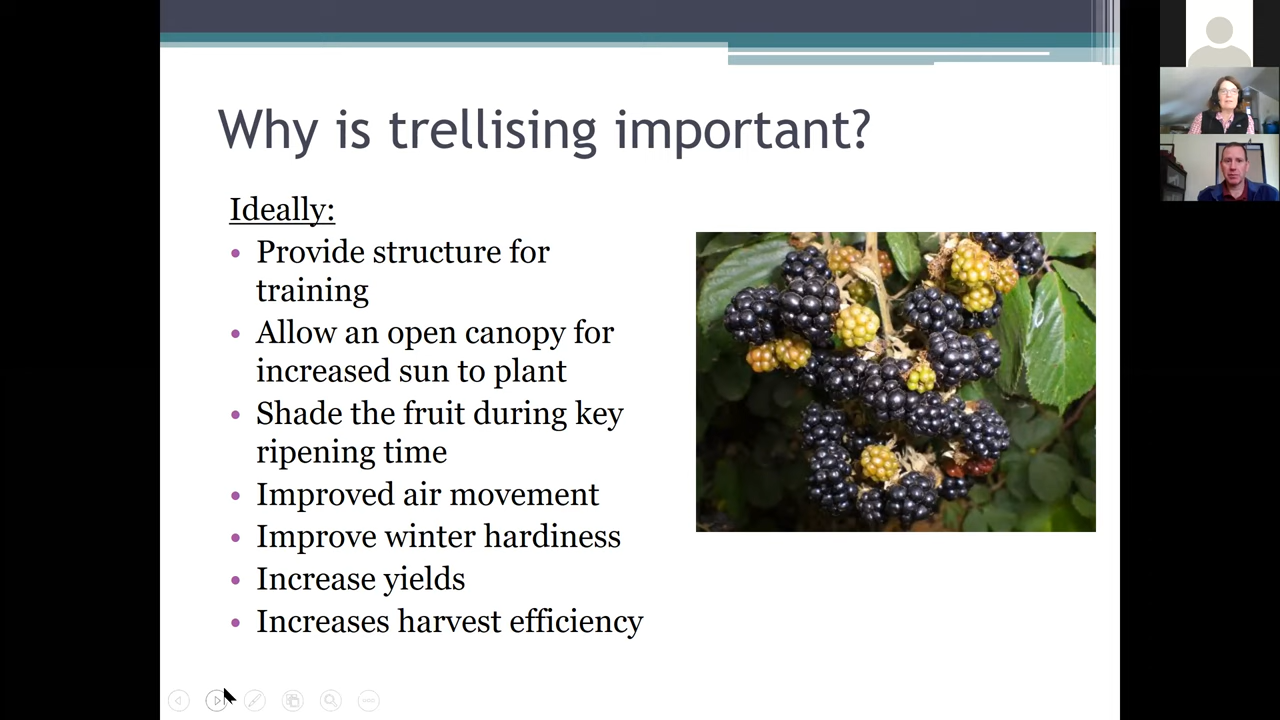 Why is trellising important?
Ideally:
• Provide structure for
training
• Allow an open canopy for
increased sun to plant
• Shade the fruit during key
ripening time
• Improved air movement
• Improve winter hardiness
• Increase yields
• Increases harvest efficiency